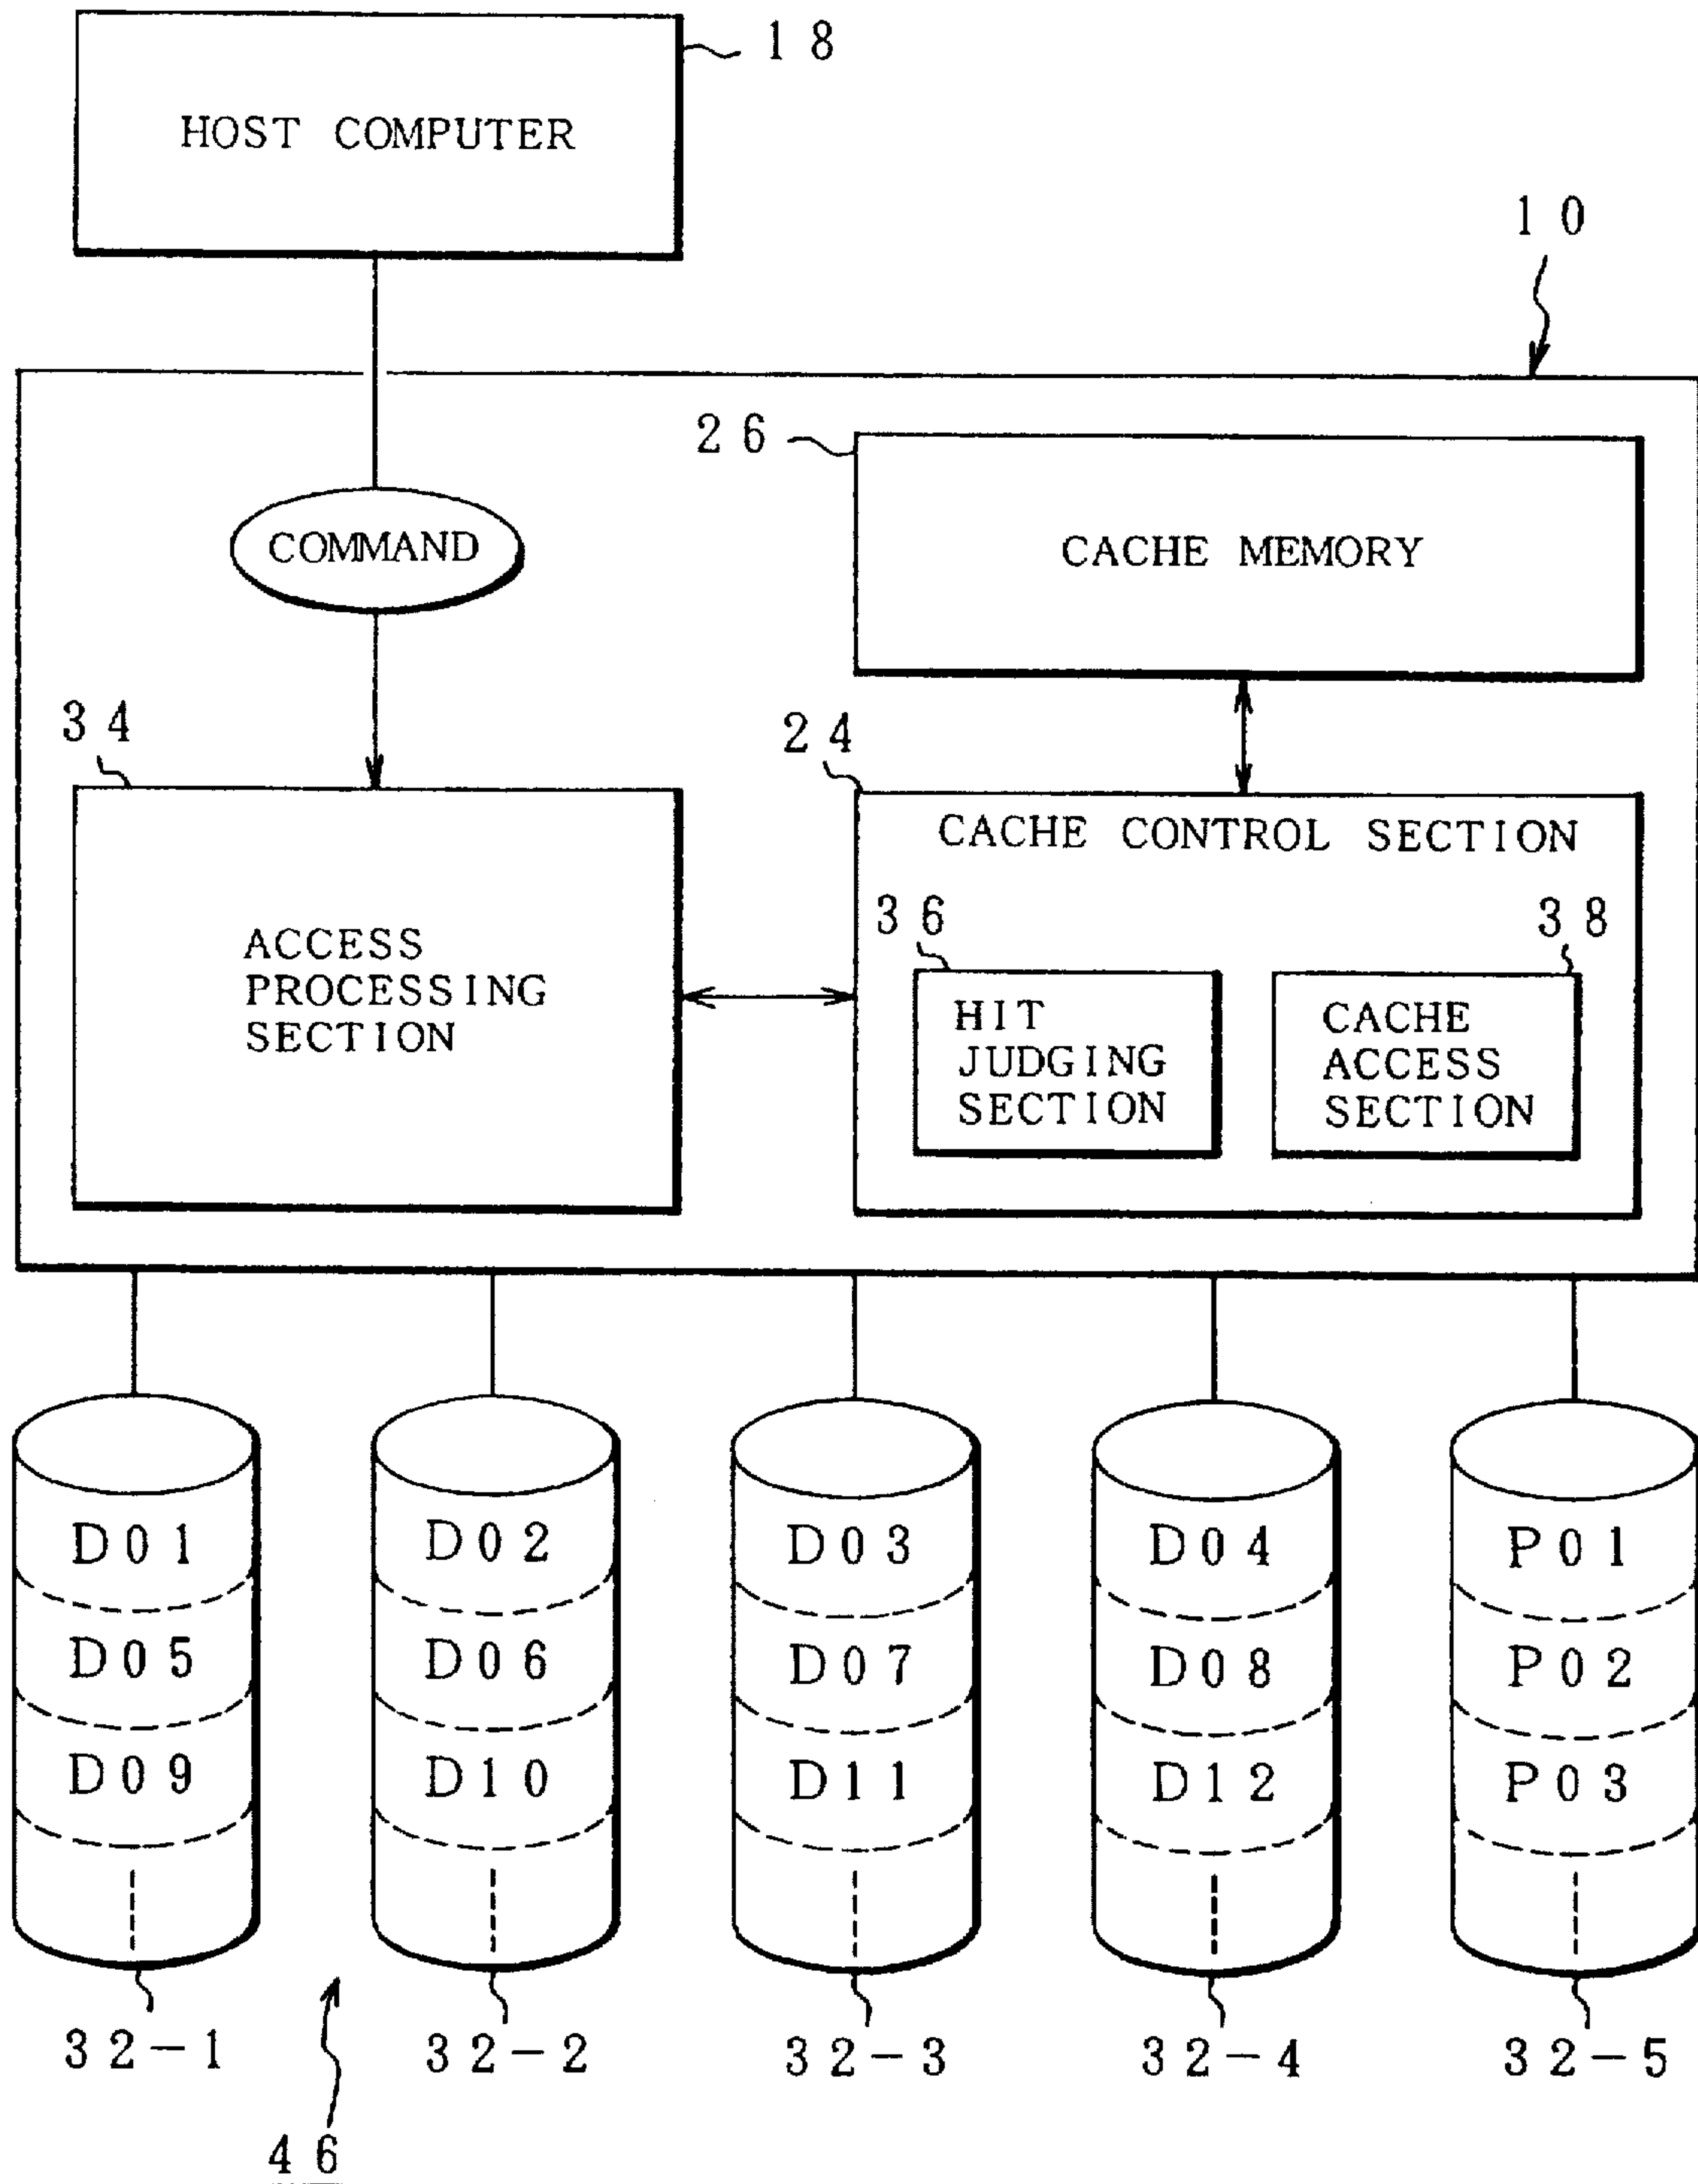 18
HOST COMPUTER
10
26
COMMAND
CACHE MEMORY
34
24
CACHE CONTROL SECTION
36
38
ACCESS
PROCESSING
SECTION
HIT
JUDGING
SECTION
CACHE
ACCESS
SECTION
D01
D02
D03
D04
P01
D05
D06
D07
D08
P02
D09
D10
D11
D12
P03
32-1
32-2
32-3
32-4
32-5
46